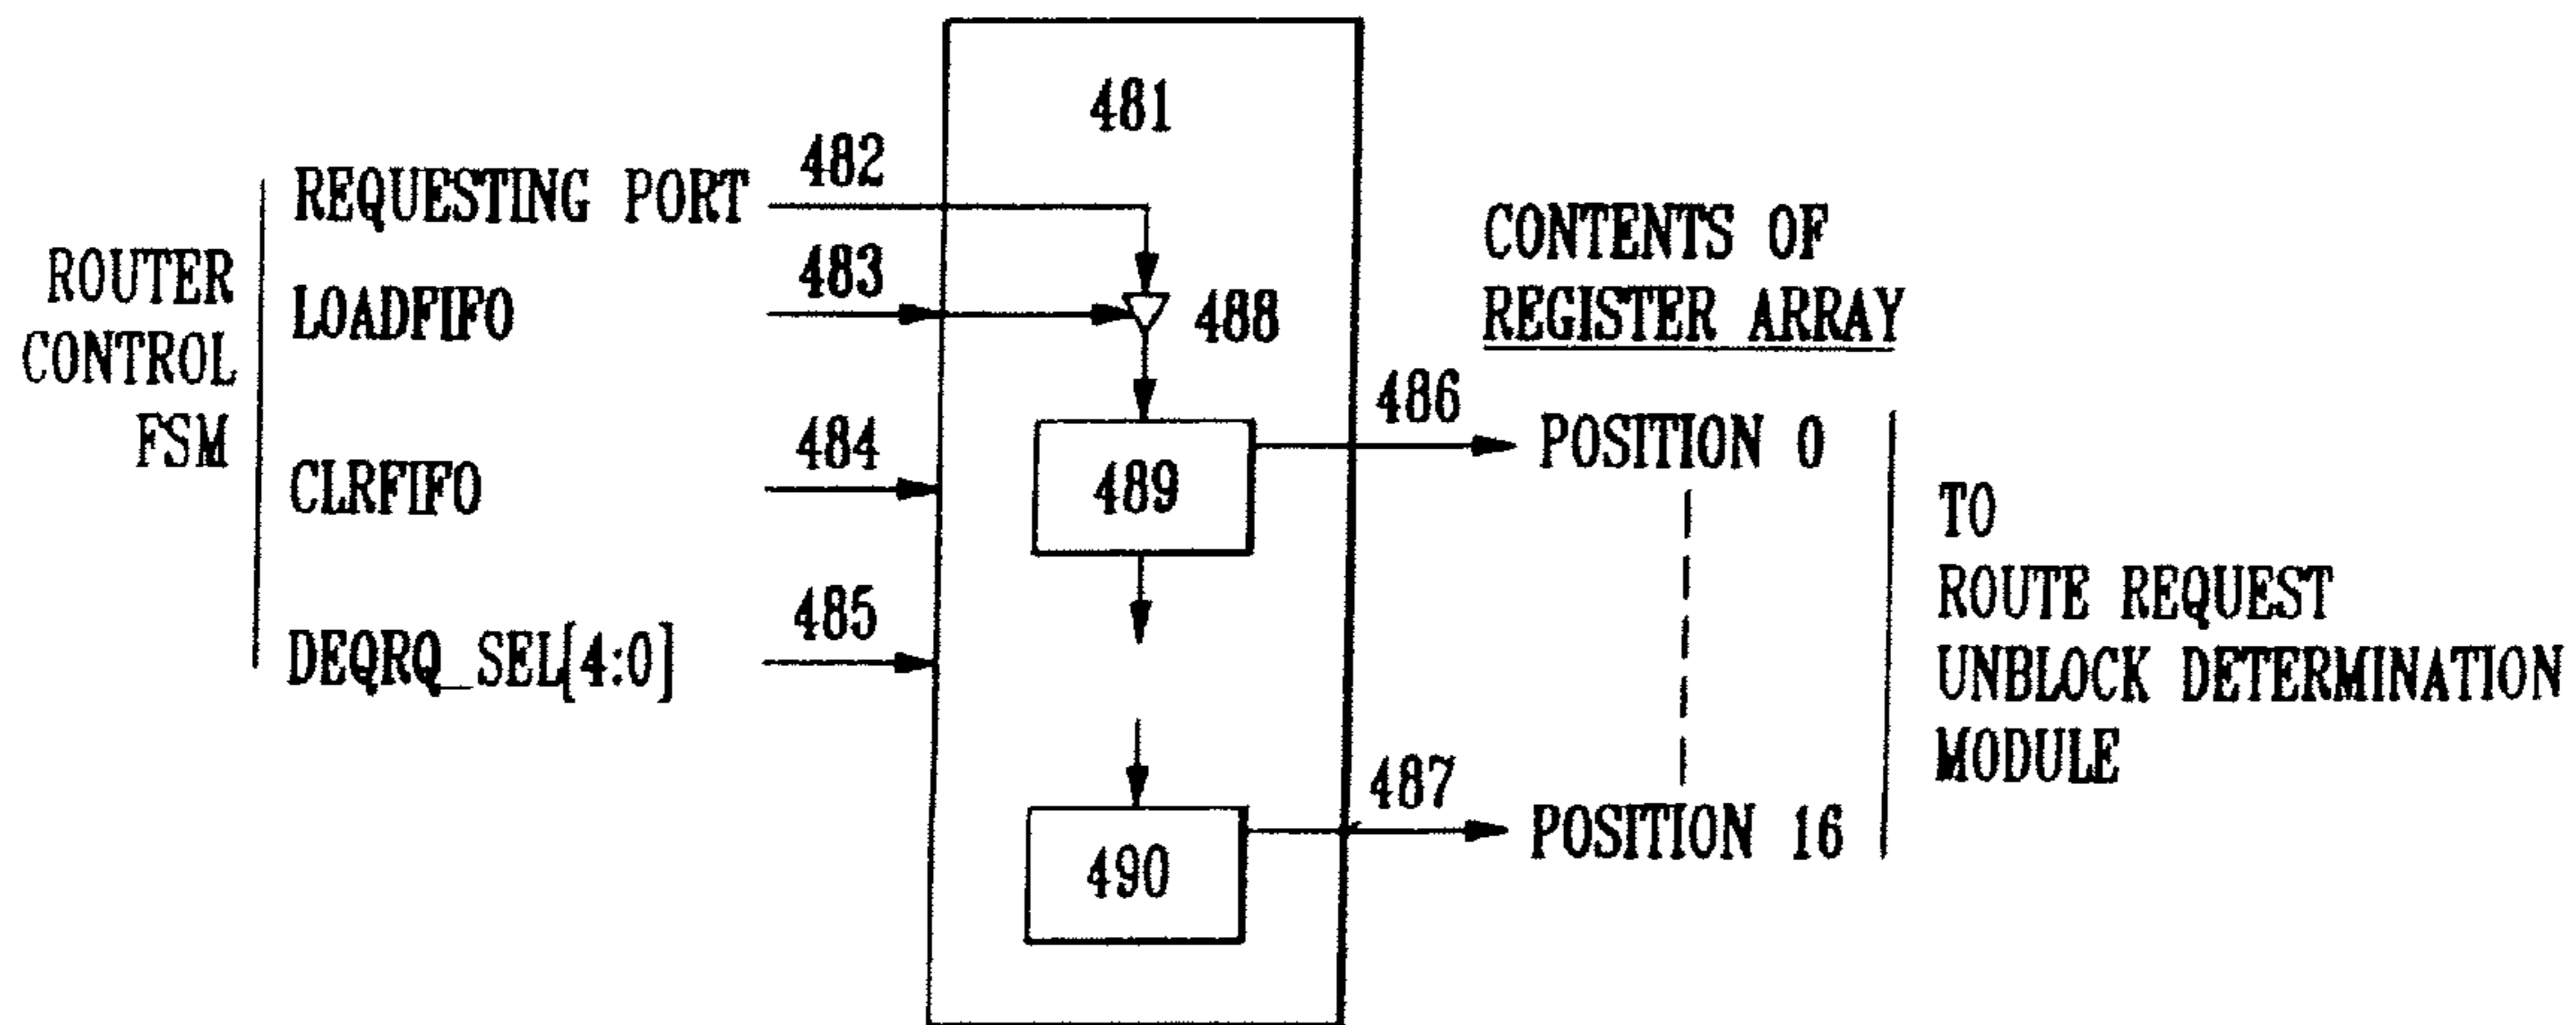 481
ROUTER
CONTROL
FSM
REQUESTING PORT
482
LOADFIFO
483
CLRFIFO
484
DEQRQ_SEL[4:0]
485
488
489
490
CONTENTS OF
REGISTER ARRAY
486
POSITION 0
487
POSITION 16
TO
ROUTE REQUEST
UNBLOCK DETERMINATION
MODULE